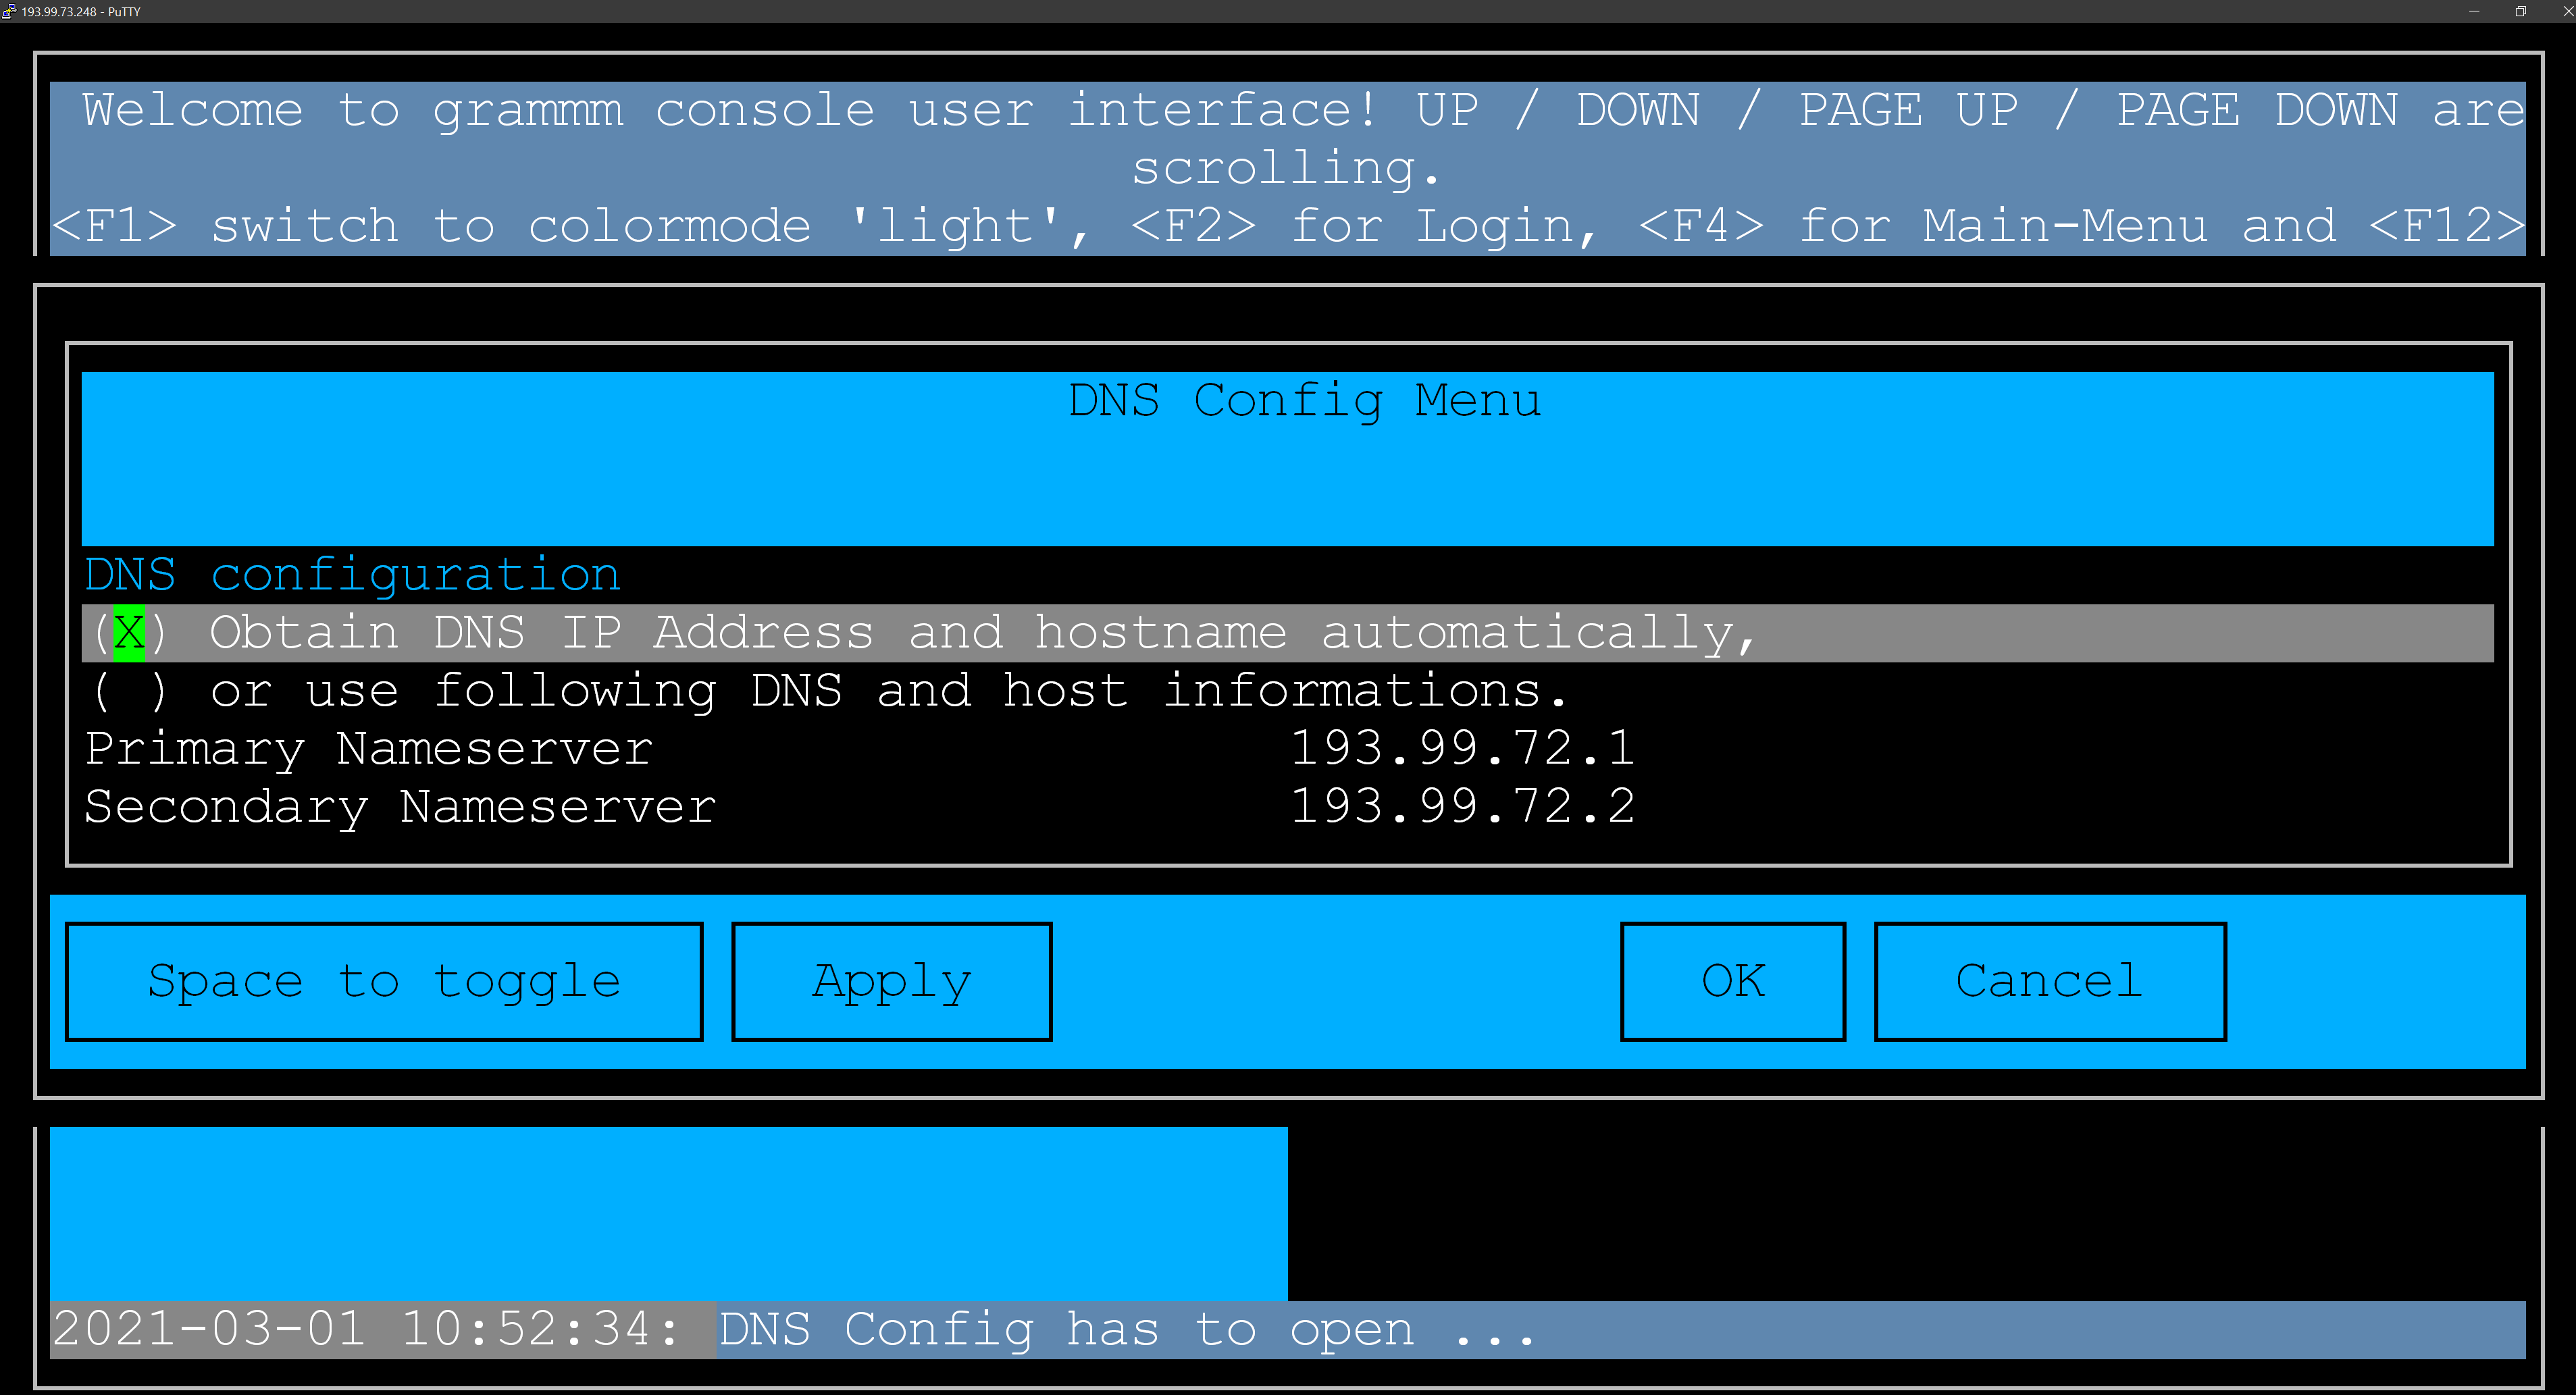 193.99.73.248 - PuTTY
Welcome to grammm console user interface! UP / DOWN / PAGE UP / PAGE DOWN are
scrolling.
<F1> switch to colormode 'light', <F2> for Login, <F4> for Main-Menu and <F12>
DNS Config Menu
DNS configuration
(X) Obtain DNS IP Address and hostname automatically,
( ) or use following DNS and host informations.
Primary Nameserver 193.99.72.1
Secondary Nameserver 193.99.72.2
Space to toggle Apply OK Cancel
2021-03-01 10:52:34: DNS Config has to open ...